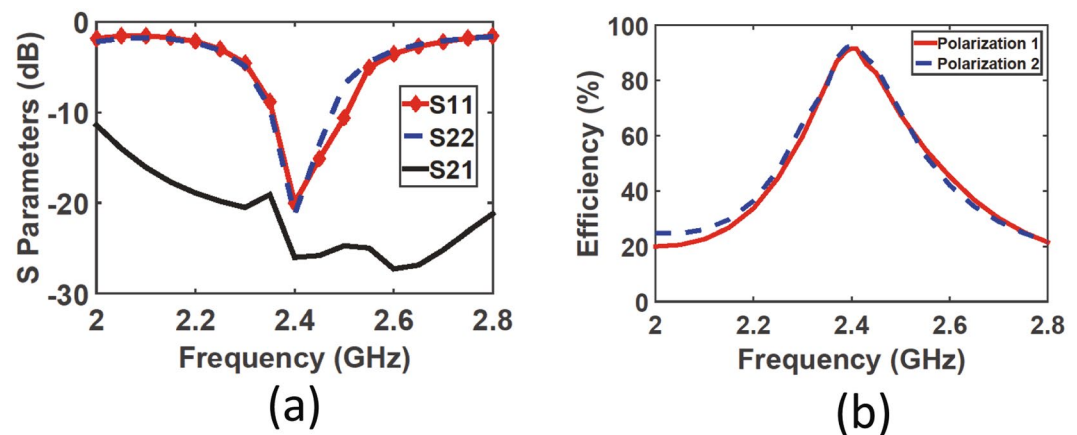 0
-10
-20
-30
S Parameters (dB)
S11
S22
S21
2 2.2 2.4 2.6 2.8
Frequency (GHz)
(a)
100
80
60
40
20
0
Efficiency (%)
Polarization 1
Polarization 2
2 2.2 2.4 2.6 2.8
Frequency (GHz)
(b)